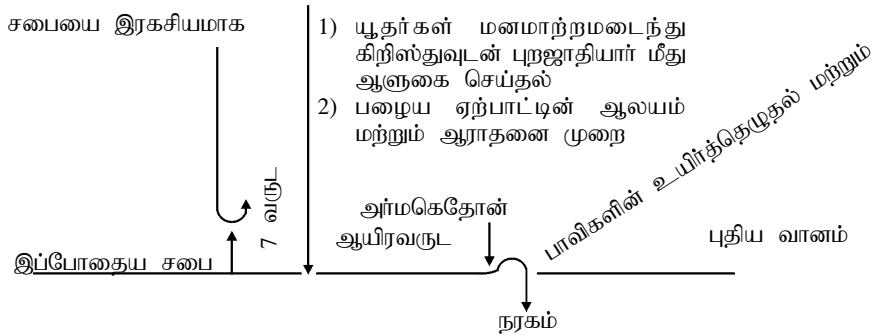 சபையை இரகசியமாக
1) யூதர்கள் மனமாற்றமடைந்து
கிறிஸ்துவுடன் புறஜாதியார் மீது
ஆளுகை செய்தல்
2) பழைய ஏற்பாட்டின் ஆலயம்
மற்றும் ஆராதனை முறை
7 வருட
அர்மகெதோன்
ஆயிரவருட
பாவிகளின் உயிர்த்தெழுதல் மற்றும்
புதிய வானம்
இப்போதைய சபை
நரகம்